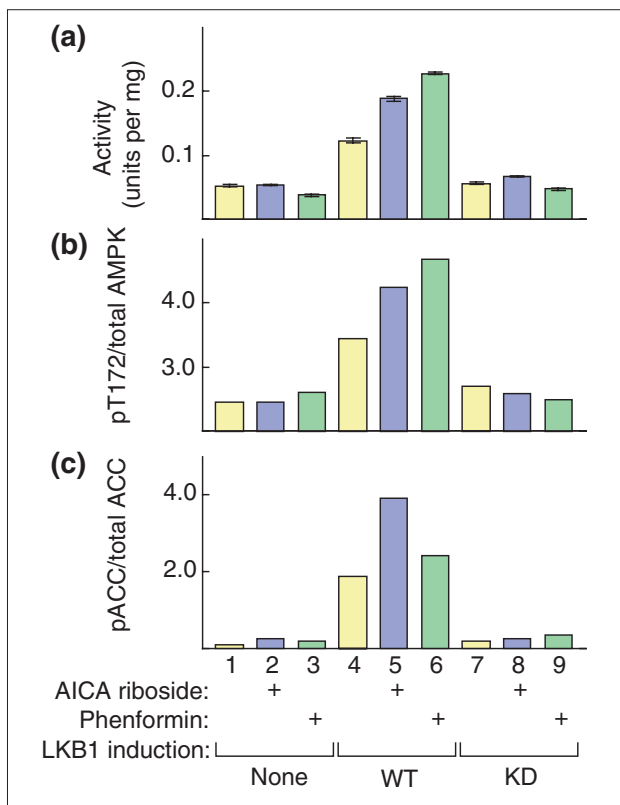 (a)
Activity
(units per mg)
0.2
0.1
(b)
pT172/total AMPK
4.0
3.0
(c)
pACC/total ACC
4.0
2.0
1 2 3 4 5 6 7 8 9
AICA riboside: + + +
Phenformin: + + +
LKB1 induction:
None WT KD